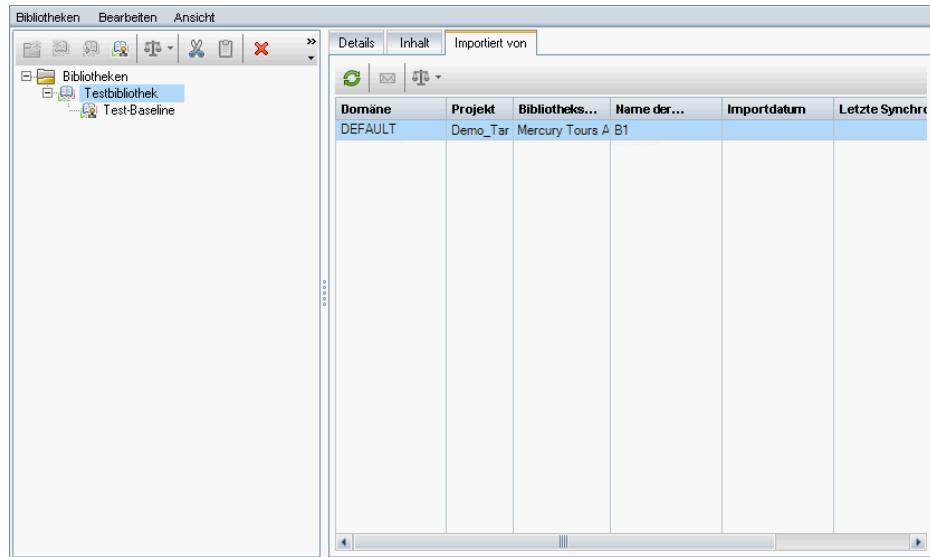 Bibliotheken Bearbeiten Ansicht
Details Inhalt Importiert von
Bibliotheken
Testbibliothek
Test-Baseline
Domäne Projekt Bibliotheks... Name der... Importdatum Letzte Synchro
DEFAULT Demo_Tar Mercury Tours A B1